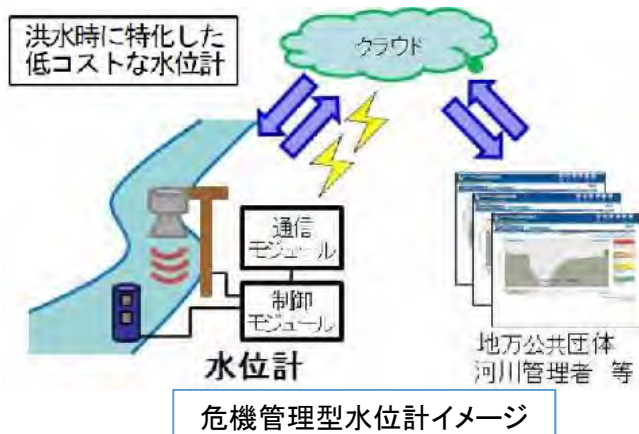 洪水時に特化した
低コストな水位計
クラウド
通信
モジュール
制御
モジュール
水位計
地方公共団体
河川管理者 等
危機管理型水位計イメージ